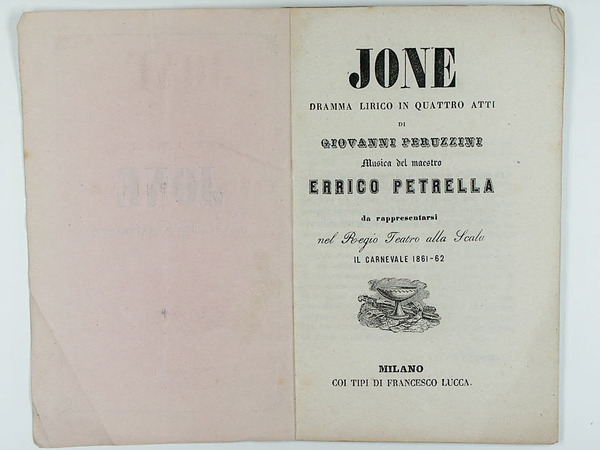 JONE
DRAMMA LIRICO IN QUATTRO ATTI
DI
GIOVANNI PERUZZINI
Musica del maestro
ERRICO PETRELLA
da rappresentarsi
nel Regio Teatro alla Scala
IL CARNEVALE 1861-62
MILANO
COI TIPI DI FRANCESCO LUCCA.